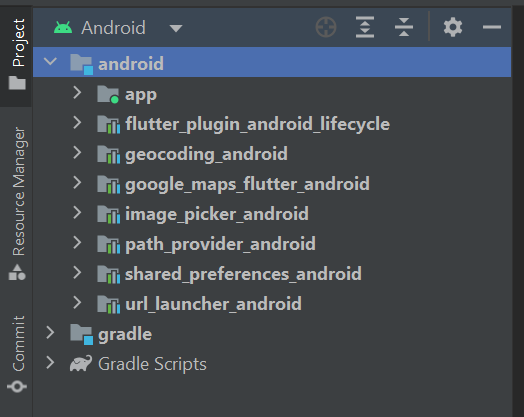 Android
Project
Resource Manager
Commit
android
app
flutter_plugin_android_lifecycle
geocoding_android
google_maps_flutter_android
image_picker_android
path_provider_android
shared_preferences_android
url_launcher_android
gradle
Gradle Scripts